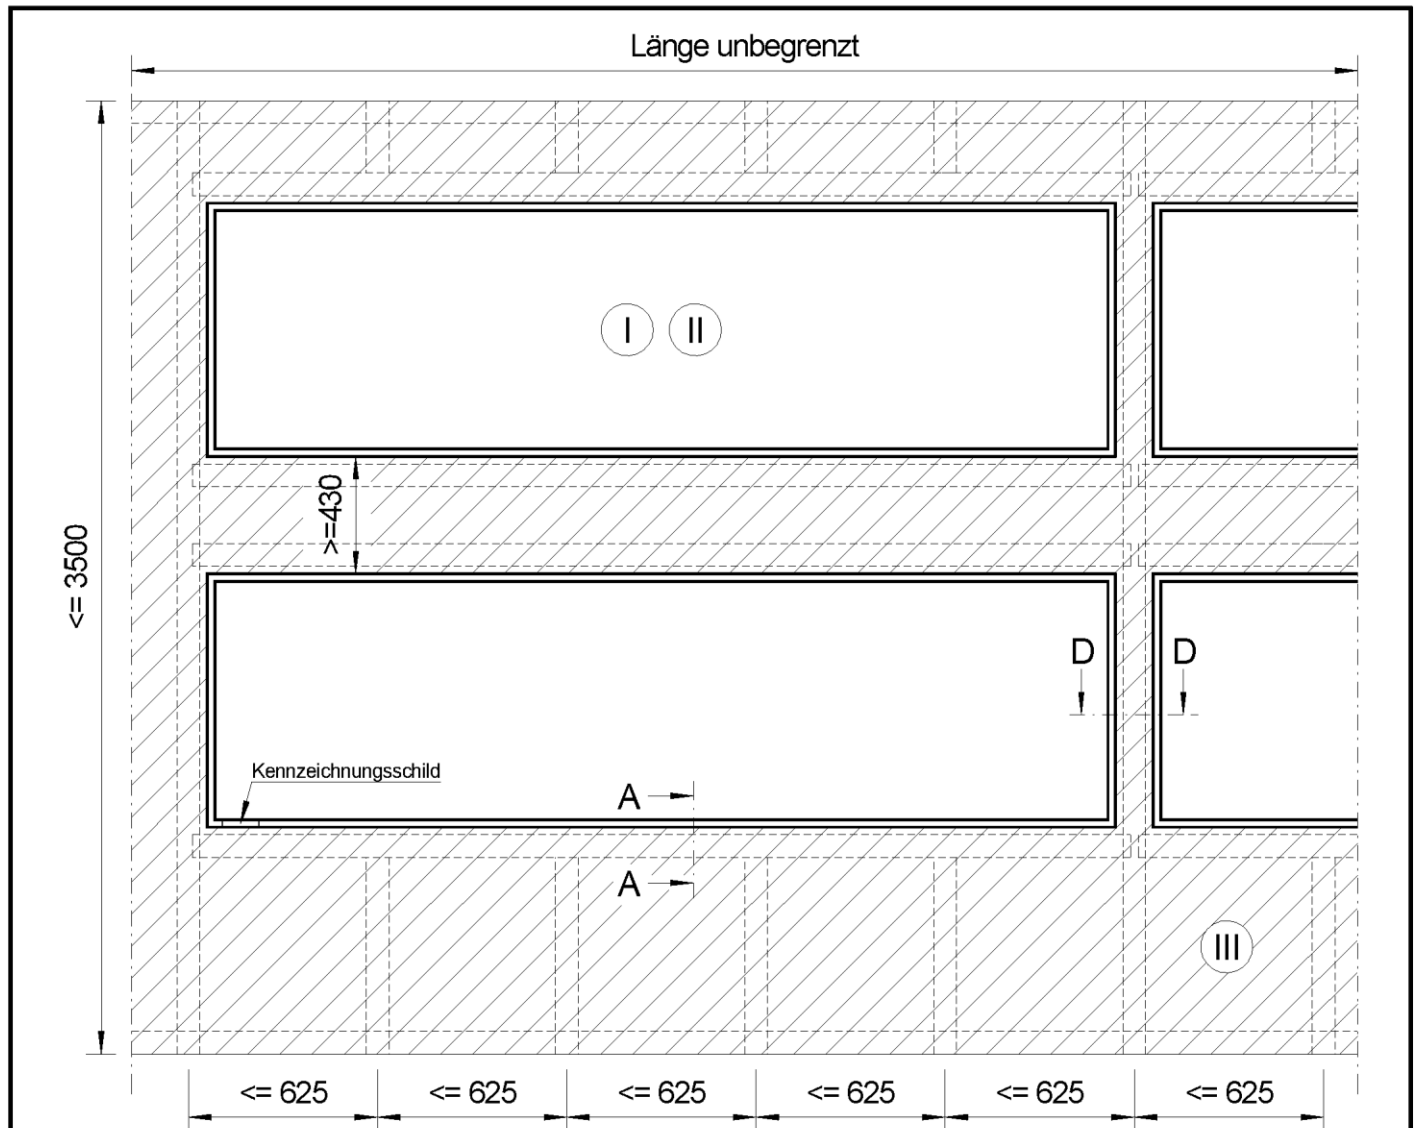 Länge unbegrenzt
I II
>=430
<= 3500
D D
Kennzeichnungsschild
A
A
III
<= 625 <= 625 <= 625 <= 625 <= 625 <= 625